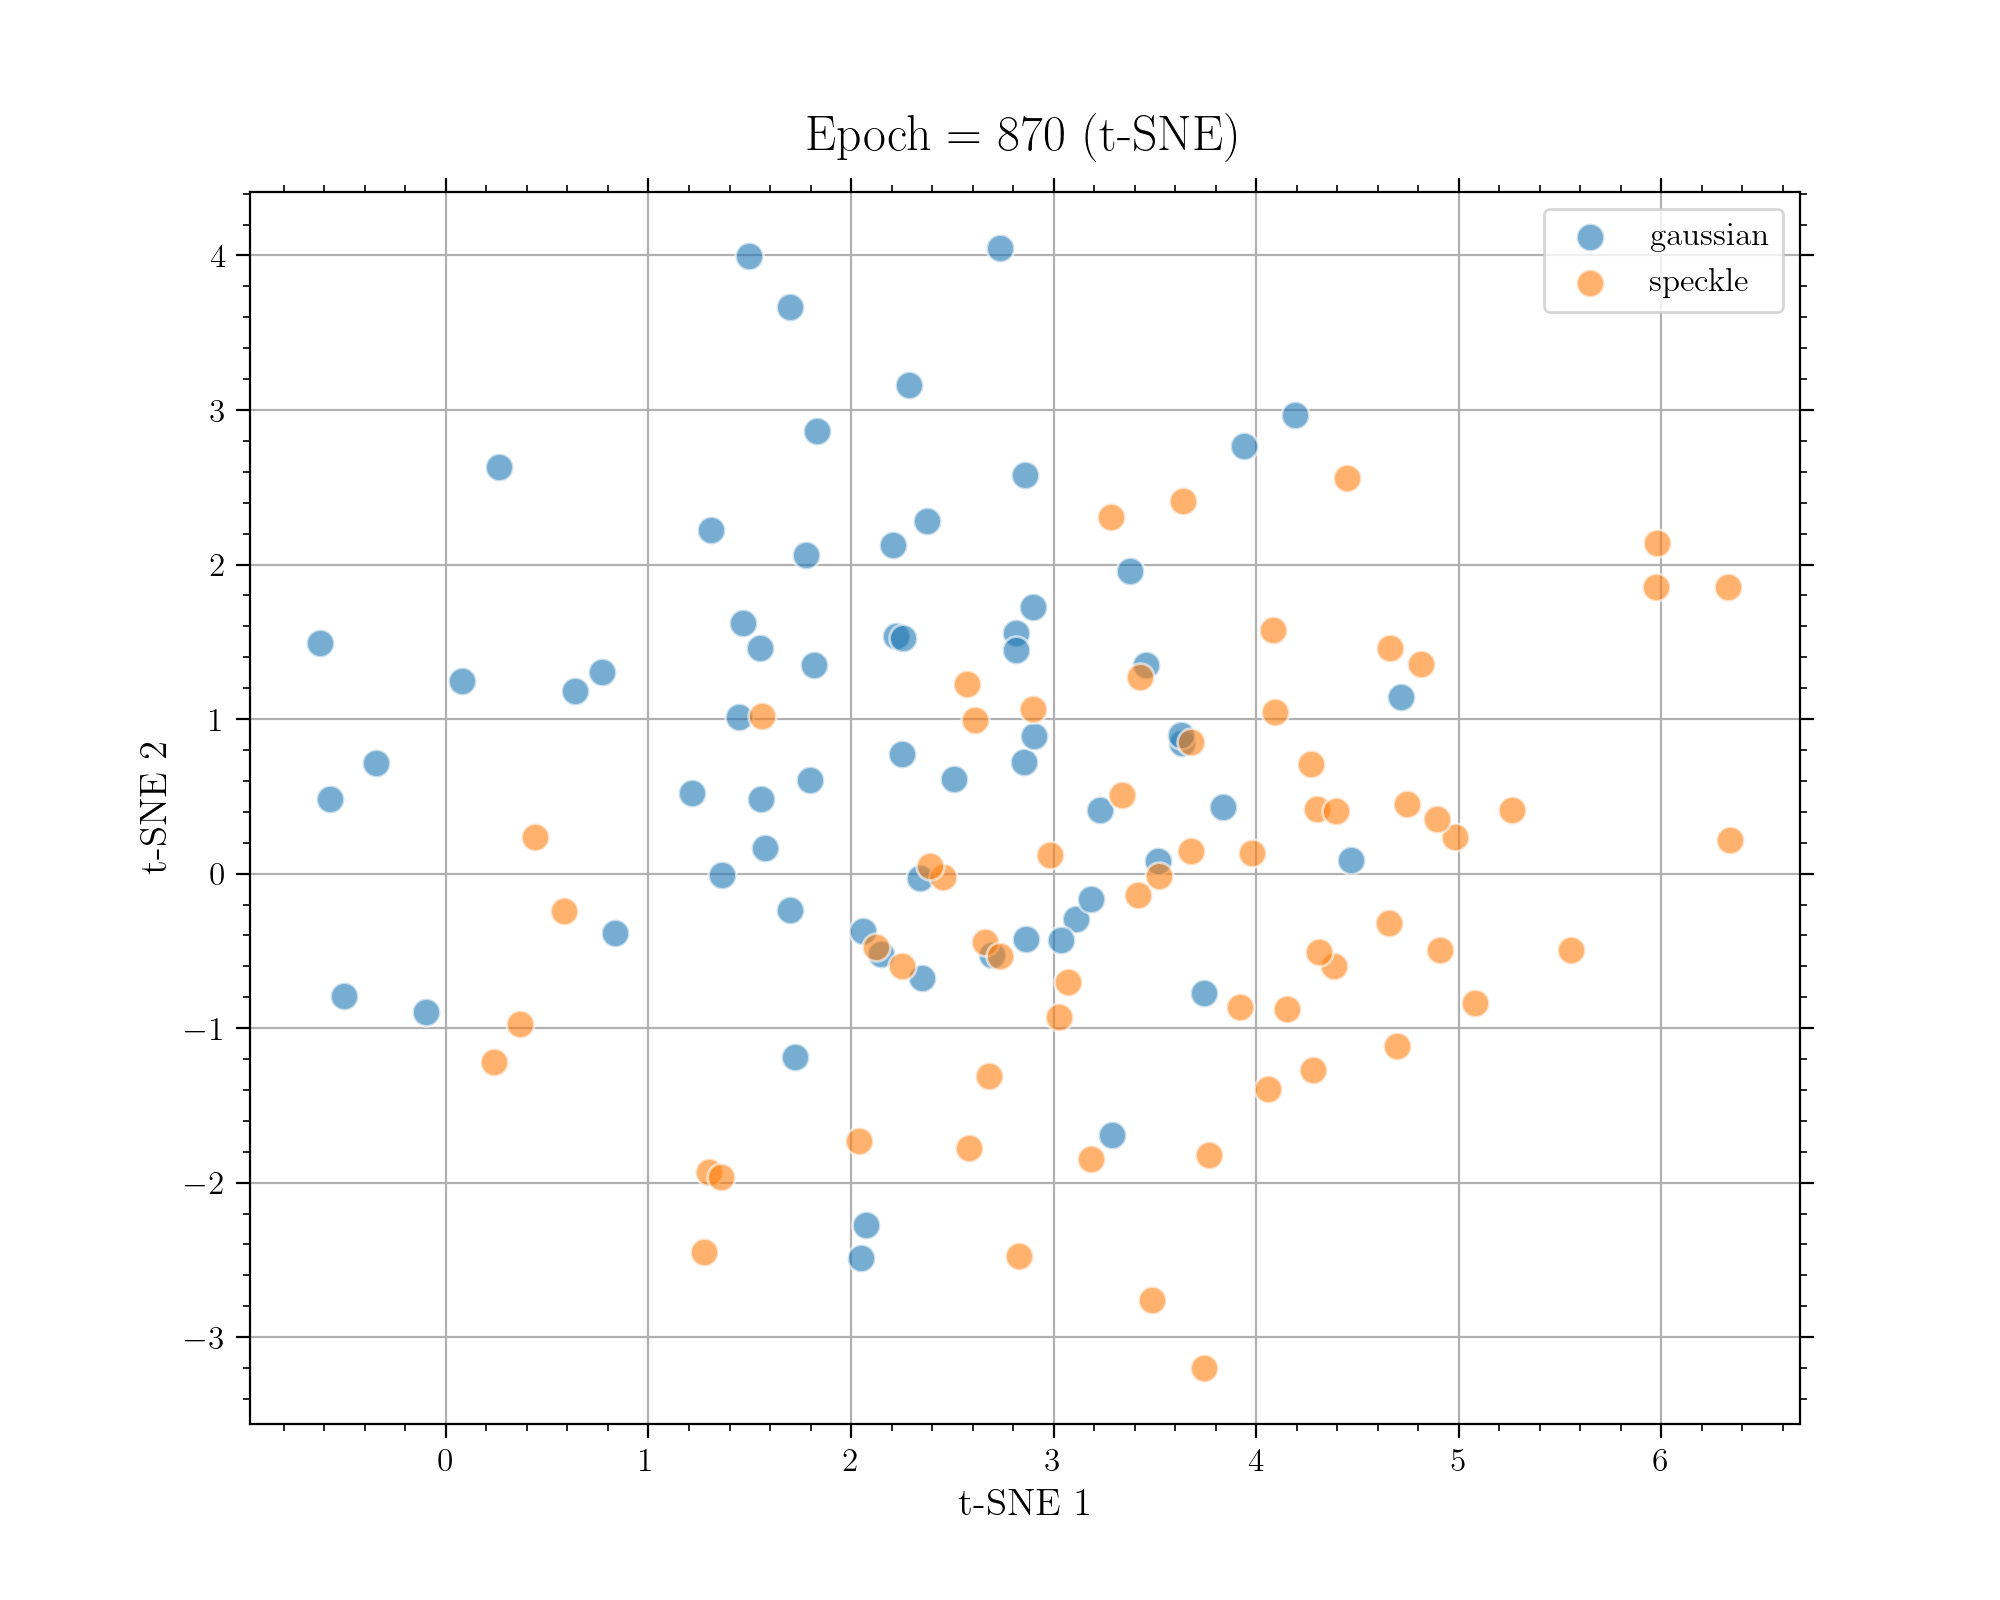 Epoch = 870 (t-SNE)
gaussian
speckle
4
3
2
1
0
−1
−2
−3
t-SNE 2
0 1 2 3 4 5 6
t-SNE 1